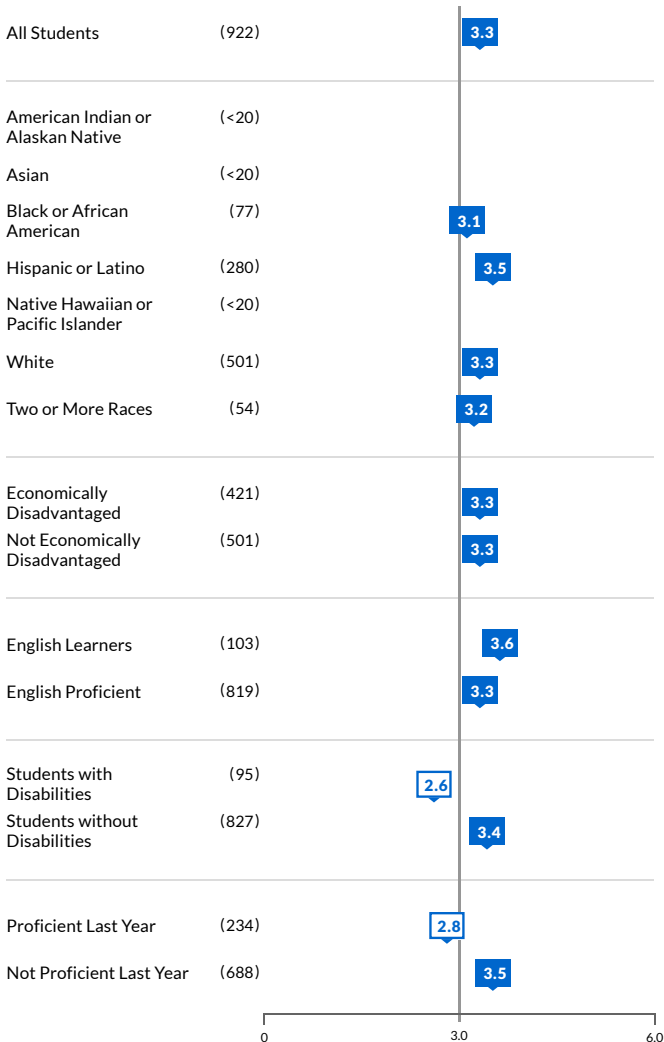 All Students (922) 3.3
American Indian or (<20)
Alaskan Native
Asian (<20)
Black or African (77) 3.1
American
Hispanic or Latino (280) 3.5
Native Hawaiian or (<20)
Pacific Islander
White (501) 3.3
Two or More Races (54) 3.2
Economically (421) 3.3
Disadvantaged
Not Economically (501) 3.3
Disadvantaged
English Learners (103) 3.6
English Proficient (819) 3.3
Students with (95) 2.6
Disabilities
Students without (827) 3.4
Disabilities
Proficient Last Year (234) 2.8
Not Proficient Last Year (688) 3.5
0 3.0 6.0